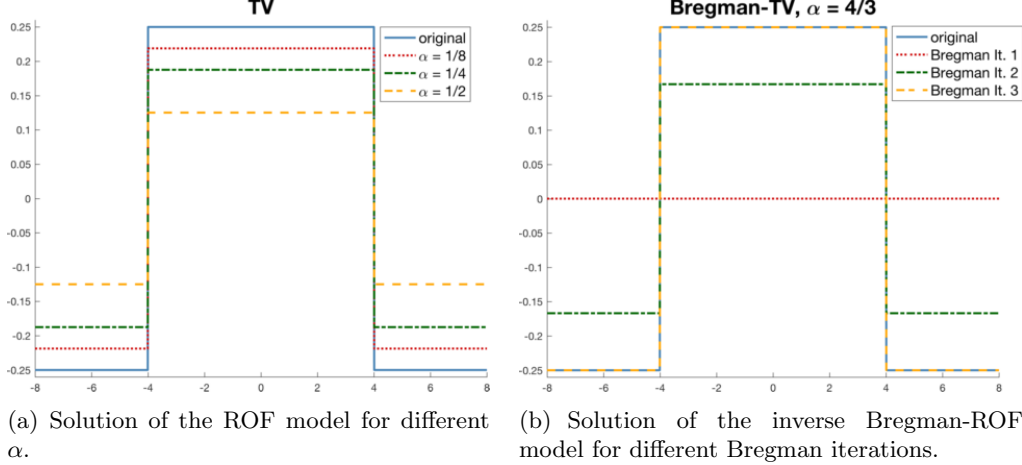 TV
0.25
0.2
0.15
0.1
0.05
0
-0.05
-0.1
-0.15
-0.2
-0.25
-8 -6 -4 -2 0 2 4 6 8
original
α = 1/8
α = 1/4
α = 1/2
(a) Solution of the ROF model for different
α.
Bregman-TV, α = 4/3
0.25
0.2
0.15
0.1
0.05
0
-0.05
-0.1
-0.15
-0.2
-0.25
-8 -6 -4 -2 0 2 4 6 8
original
Bregman It. 1
Bregman It. 2
Bregman It. 3
(b) Solution of the inverse Bregman-ROF
model for different Bregman iterations.